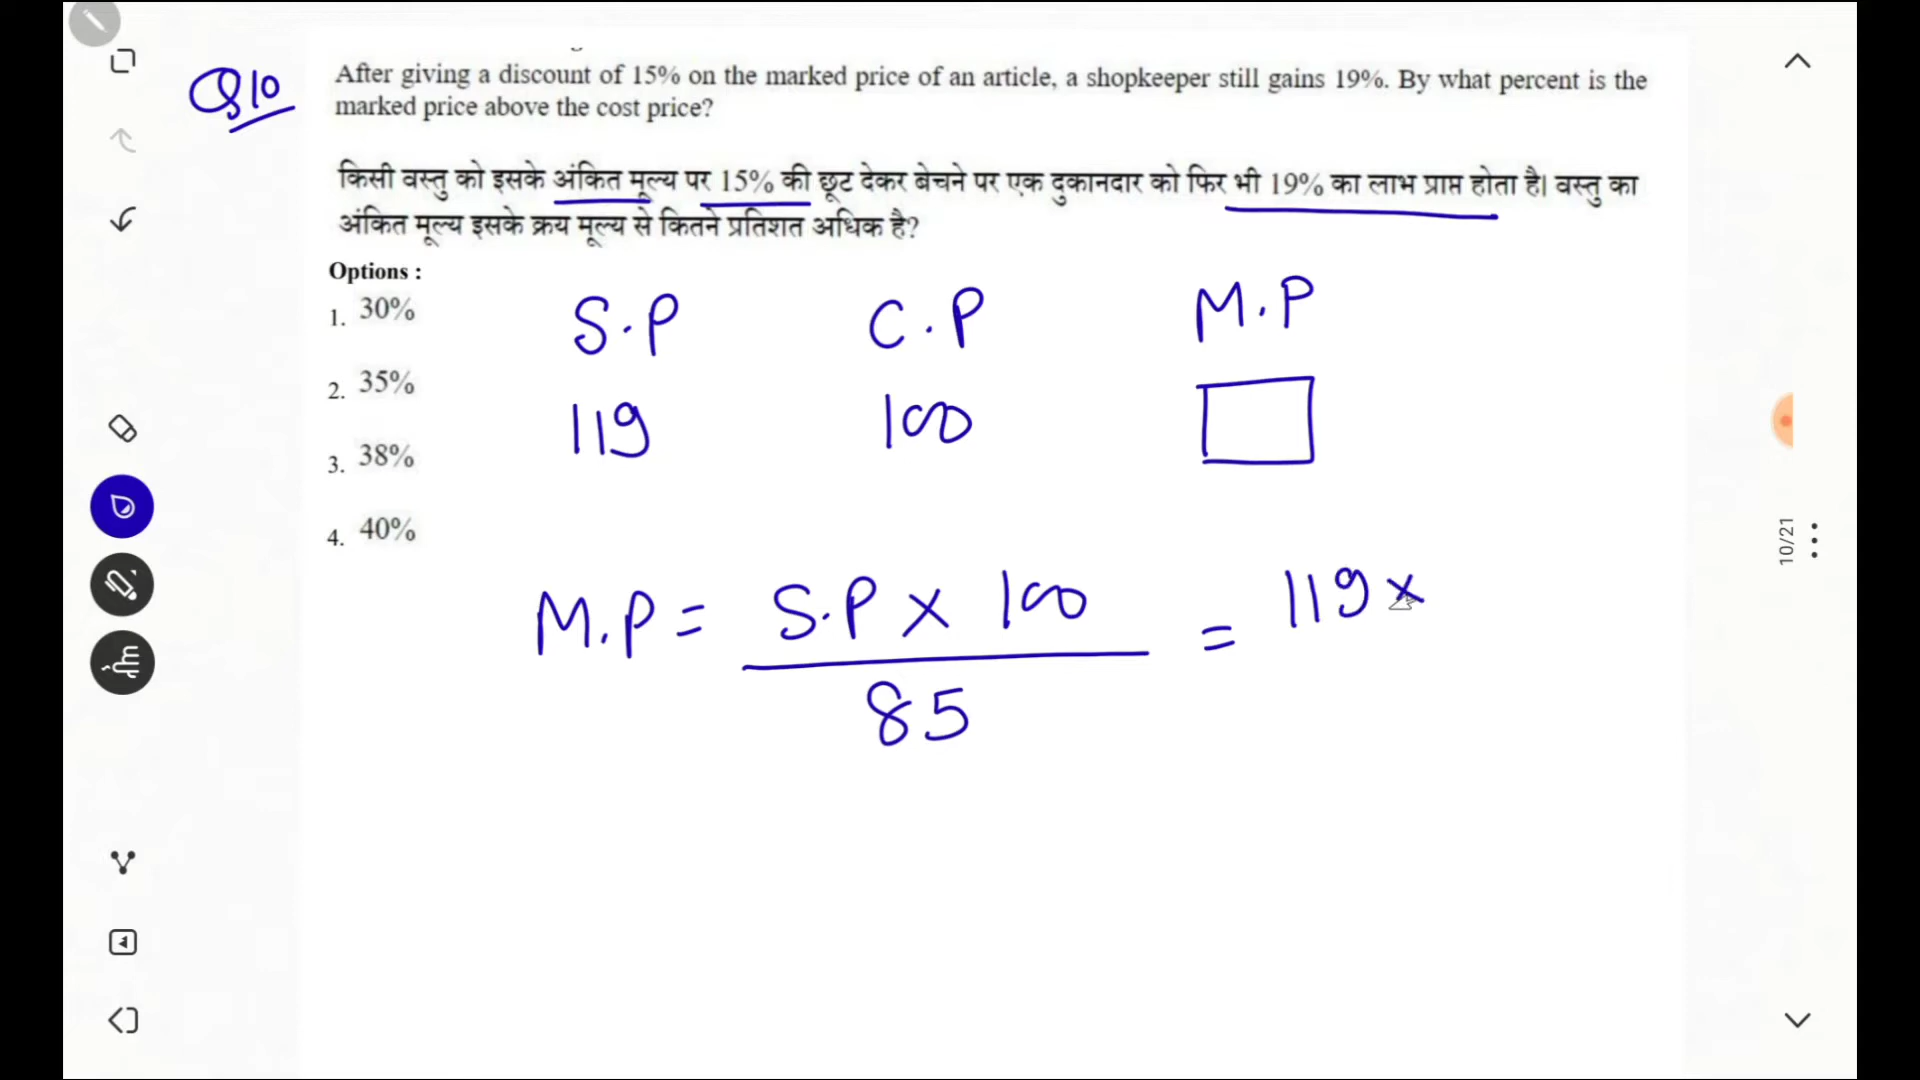 Q10
After giving a discount of 15% on the marked price of an article, a shopkeeper still gains 19%. By what percent is the
marked price above the cost price?
किसी वस्तु को इसके अंकित मूल्य पर 15% की छूट देकर बेचने पर एक दुकानदार को फिर भी 19% का लाभ प्राप्त होता है। वस्तु का
अंकित मूल्य इसके क्रय मूल्य से कितने प्रतिशत अधिक है?
Options :
1. 30%
2. 35%
3. 38%
4. 40%
S.P C.P M.P
119 100
M.P = S.P x 100 = 119 x
85
10/21